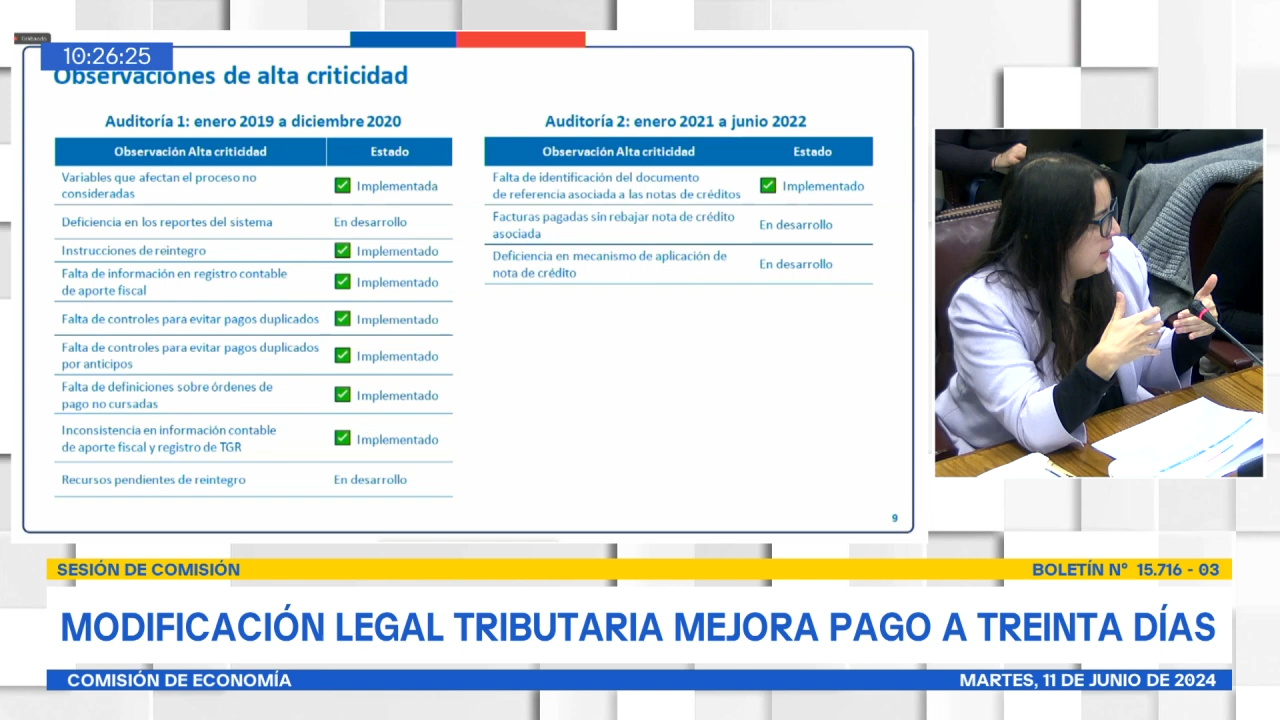 10:26:25
Observaciones de alta criticidad
Auditoría 1: enero 2019 a diciembre 2020
Observación Alta criticidad Estado
Variables que afectan el proceso no
consideradas
Implementada
Deficiencia en los reportes del sistema En desarrollo
Instrucciones de reintegro Implementado
Falta de información en registro contable
de aporte fiscal
Implementado
Falta de controles para evitar pagos duplicados Implementado
Falta de controles para evitar pagos duplicados
por anticipos
Implementado
Falta de definiciones sobre órdenes de
pago no cursadas
Implementado
Inconsistencia en información contable
de aporte fiscal y registro de TGR
Implementado
Recursos pendientes de reintegro En desarrollo
Auditoría 2: enero 2021 a junio 2022
Observación Alta criticidad Estado
Falta de identificación del documento
de referencia asociada a las notas de créditos
Implementado
Facturas pagadas sin rebajar nota de crédito
asociada
En desarrollo
Deficiencia en mecanismo de aplicación de
nota de crédito
En desarrollo
9
SESIÓN DE COMISIÓN
BOLETÍN N° 15.716 - 03
MODIFICACIÓN LEGAL TRIBUTARIA MEJORA PAGO A TREINTA DÍAS
COMISIÓN DE ECONOMÍA
MARTES, 11 DE JUNIO DE 2024